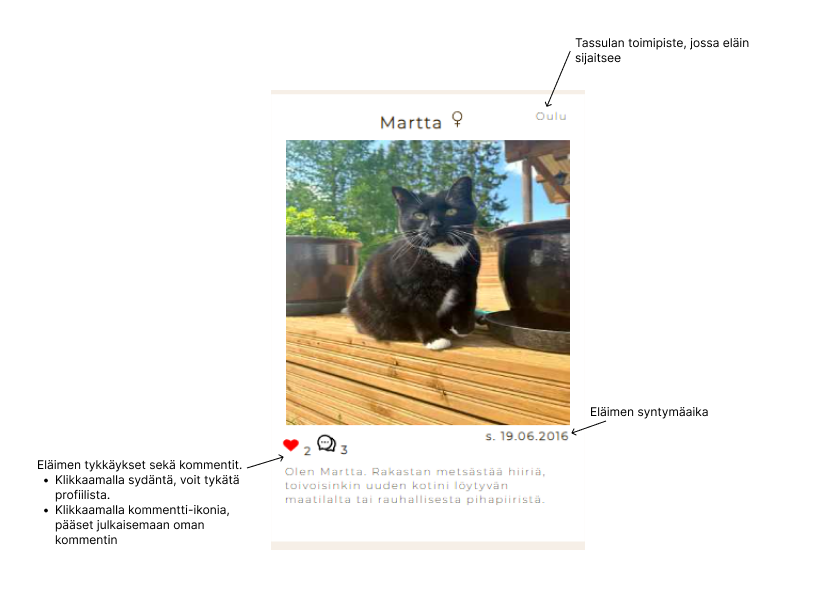 Tassulan toimipiste, jossa eläin
sijaitsee
Martta ♀
Oulu
Eläimen syntymäaika
s. 19.06.2016
2 3
Eläimen tykkäykset sekä kommentit.
• Klikkaamalla sydäntä, voit tykätä
profiilista.
• Klikkaamalla kommentti-ikonia,
pääset julkaisemaan oman
kommentin
Olen Martta. Rakastan metsästää hiiriä,
toivoisinkin uuden kotini löytyvän
maatilalta tai rauhallisesta pihapiiristä.